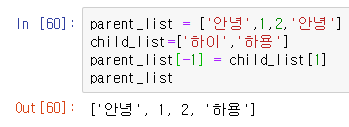 In [60]: parent_list = ['안녕',1,2,'안녕']
child_list=['하이','하용']
parent_list[-1] = child_list[1]
parent_list
Out[60]: ['안녕', 1, 2, '하용']